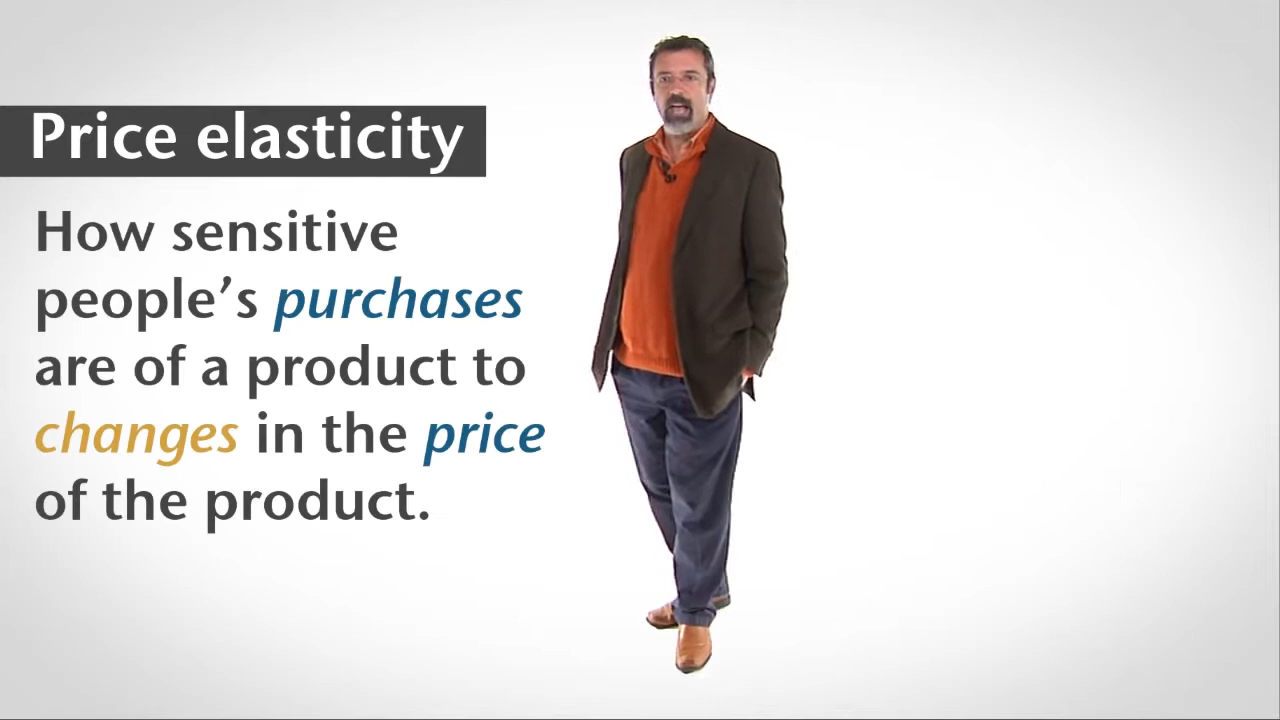 Price elasticity
How sensitive
people’s purchases
are of a product to
changes in the price
of the product.